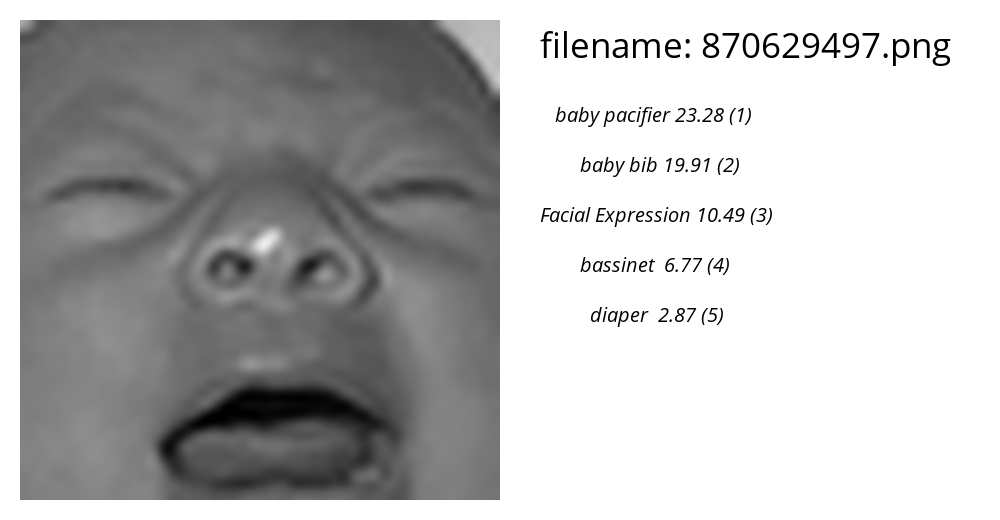 filename: 870629497.png
baby pacifier 23.28 (1)
baby bib 19.91 (2)
Facial Expression 10.49 (3)
bassinet 6.77 (4)
diaper 2.87 (5)